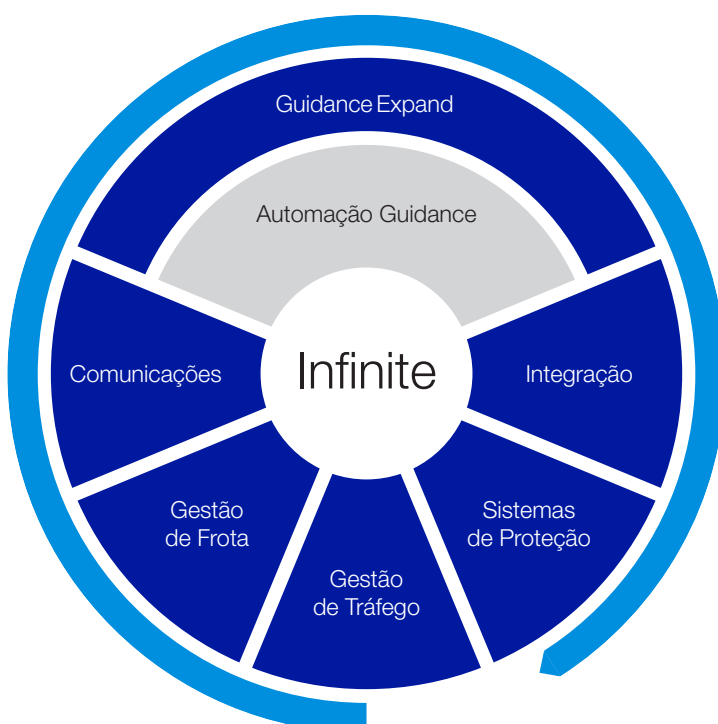 Guidance Expand
Automação Guidance
Comunicações
Infinite
Integração
Gestão
de Frota
Sistemas
de Proteção
Gestão
de Tráfego